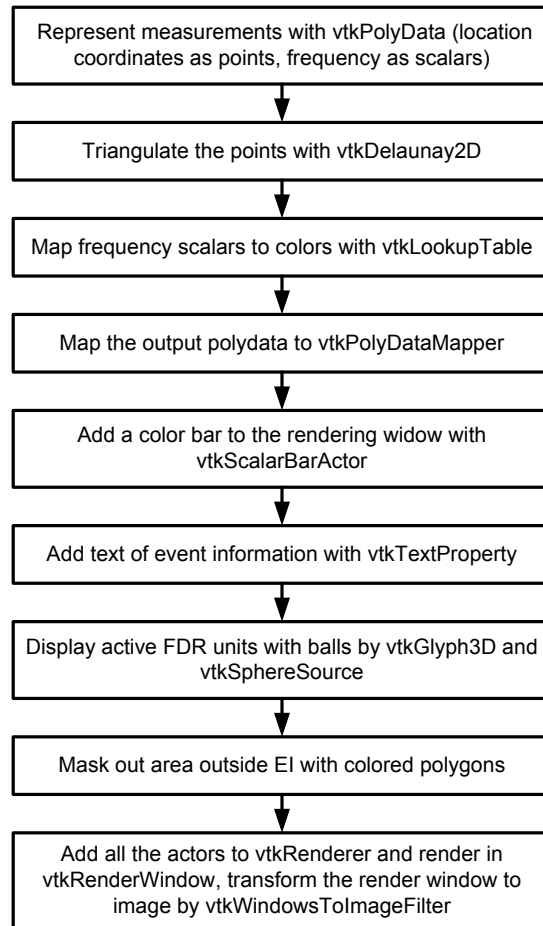 Represent measurements with vtkPolyData (location
coordinates as points, frequency as scalars)
Triangulate the points with vtkDelaunay2D
Map frequency scalars to colors with vtkLookupTable
Map the output polydata to vtkPolyDataMapper
Add a color bar to the rendering widow with
vtkScalarBarActor
Add text of event information with vtkTextProperty
Display active FDR units with balls by vtkGlyph3D and
vtkSphereSource
Mask out area outside EI with colored polygons
Add all the actors to vtkRenderer and render in
vtkRenderWindow, transform the render window to
image by vtkWindowsToImageFilter